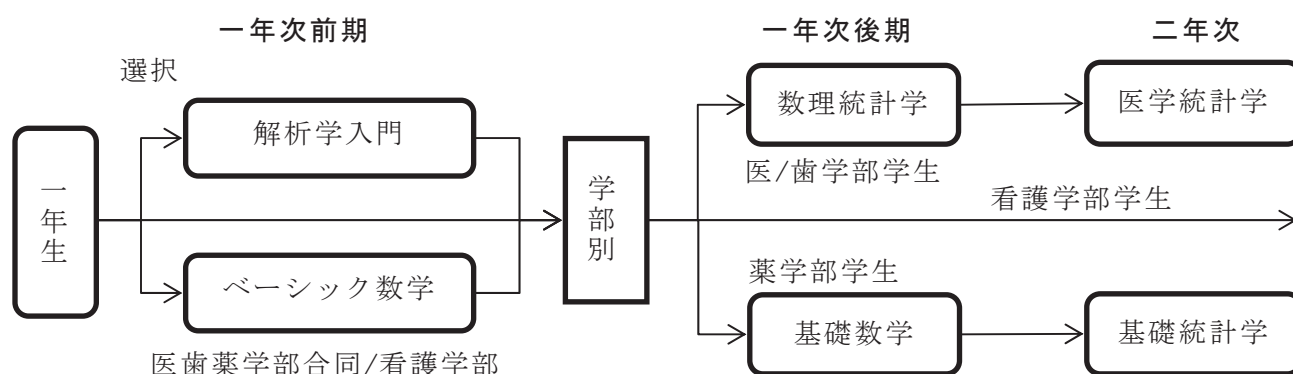 一年次前期
一年次後期
二年次
選択
一年生
解析学入門
ベーシック数学
医歯薬学部合同/看護学部
学部別
数理統計学
医学統計学
医/歯学部学生
看護学部学生
薬学部学生
基礎数学
基礎統計学